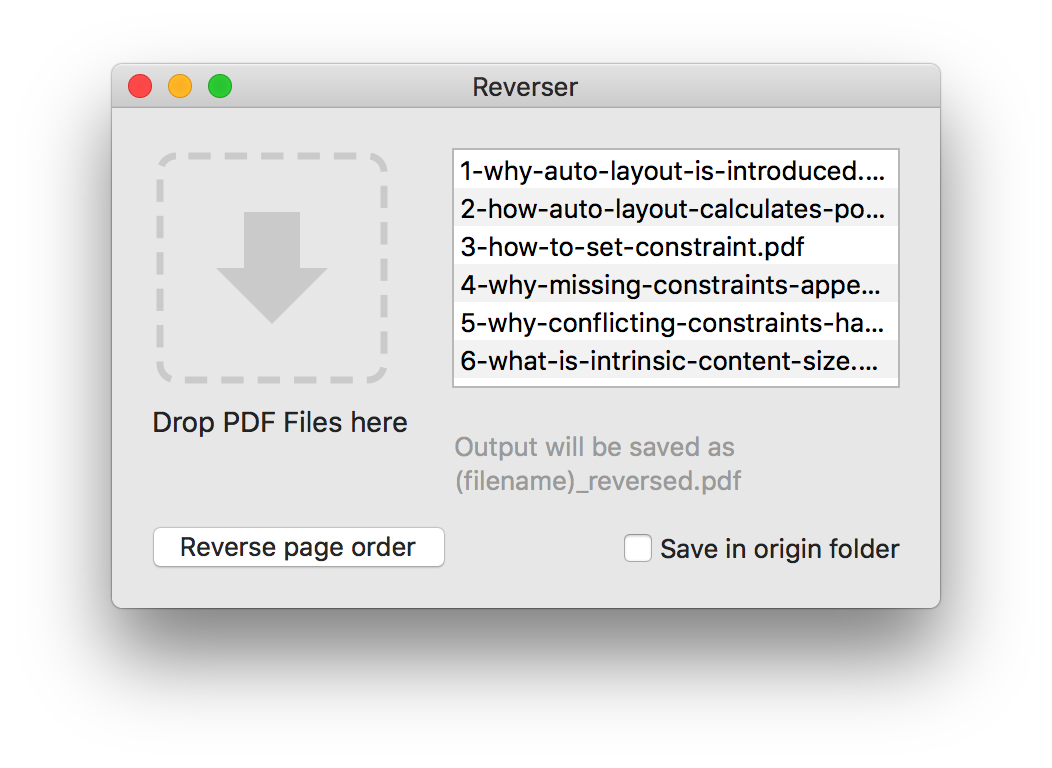 Reverser
1-why-auto-layout-is-introduced....
2-how-auto-layout-calculates-po...
3-how-to-set-constraint.pdf
4-why-missing-constraints-appe...
5-why-conflicting-constraints-ha...
6-what-is-intrinsic-content-size....
Drop PDF Files here
Output will be saved as
(filename)_reversed.pdf
Reverse page order
Save in origin folder